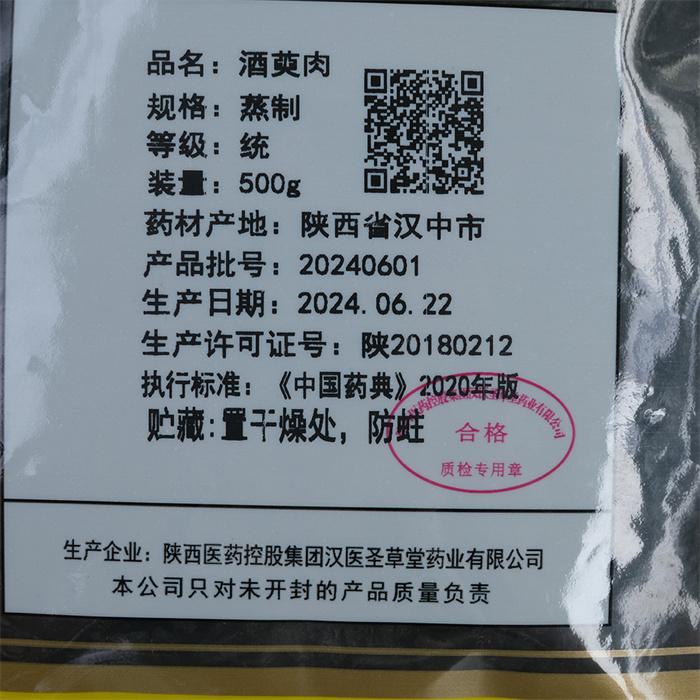 品名：酒萸肉
规格：蒸制
等级：统
装量：500g
药材产地：陕西省汉中市
产品批号：20240601
生产日期：2024.06.22
生产许可证号：陕20180212
执行标准：《中国药典》2020年版
贮藏:置干燥处，防蛀
合格
质检专用章
生产企业：陕西医药控股集团汉医圣草堂药业有限公司
本公司只对未开封的产品质量负责